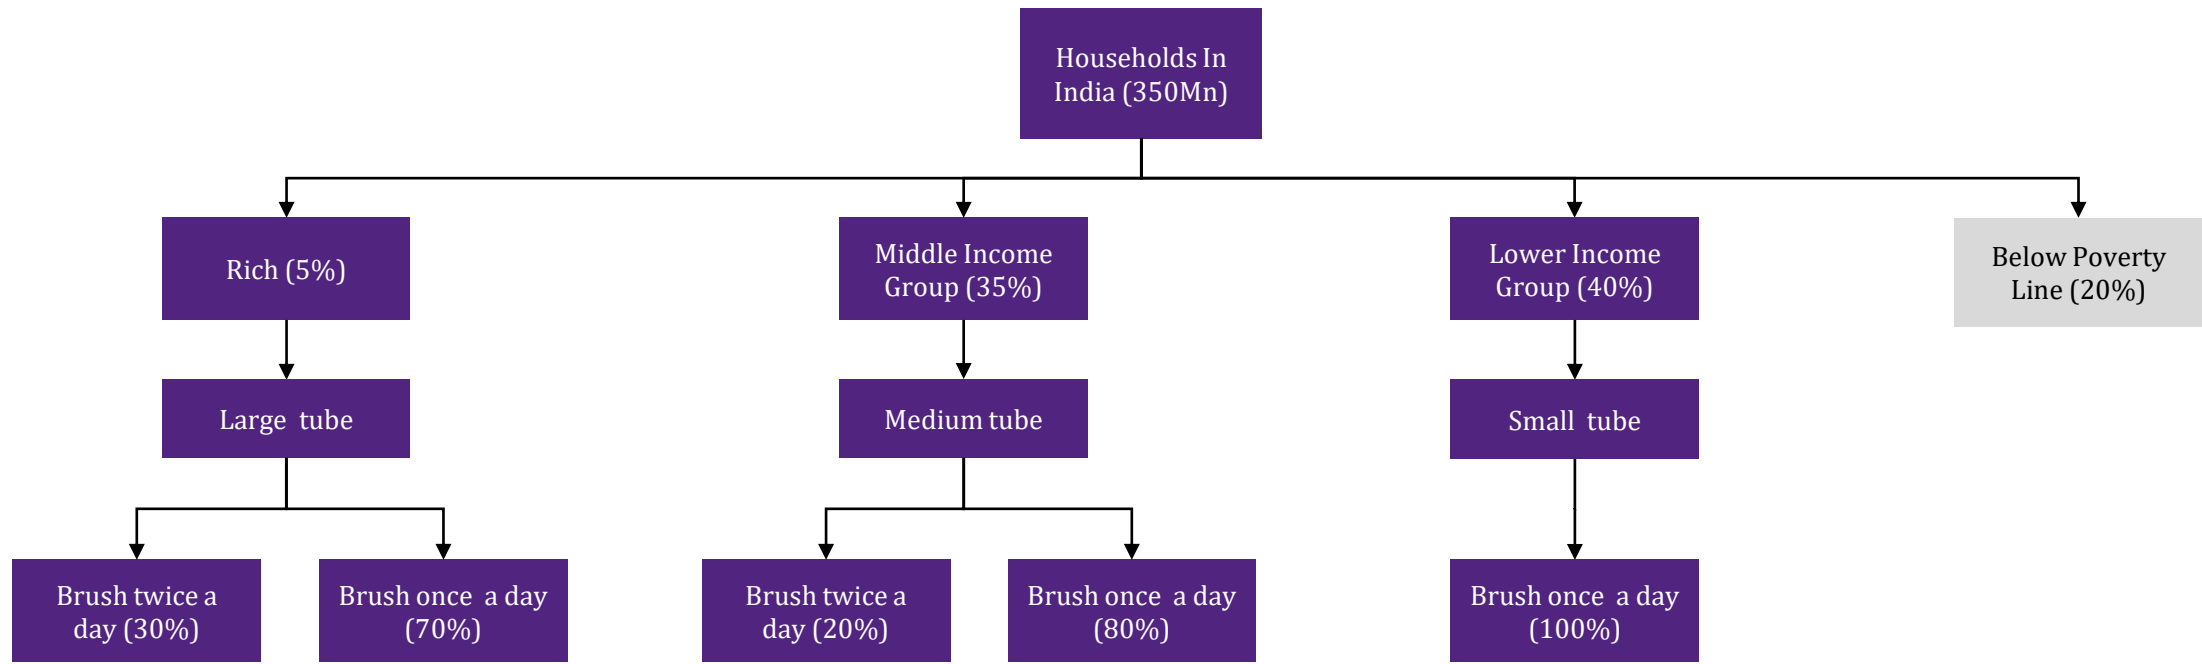 Households In
India (350Mn)
Rich (5%)
Middle Income
Group (35%)
Lower Income
Group (40%)
Below Poverty
Line (20%)
Large tube
Medium tube
Small tube
Brush twice a
day (30%)
Brush once a day
(70%)
Brush twice a
day (20%)
Brush once a day
(80%)
Brush once a day
(100%)